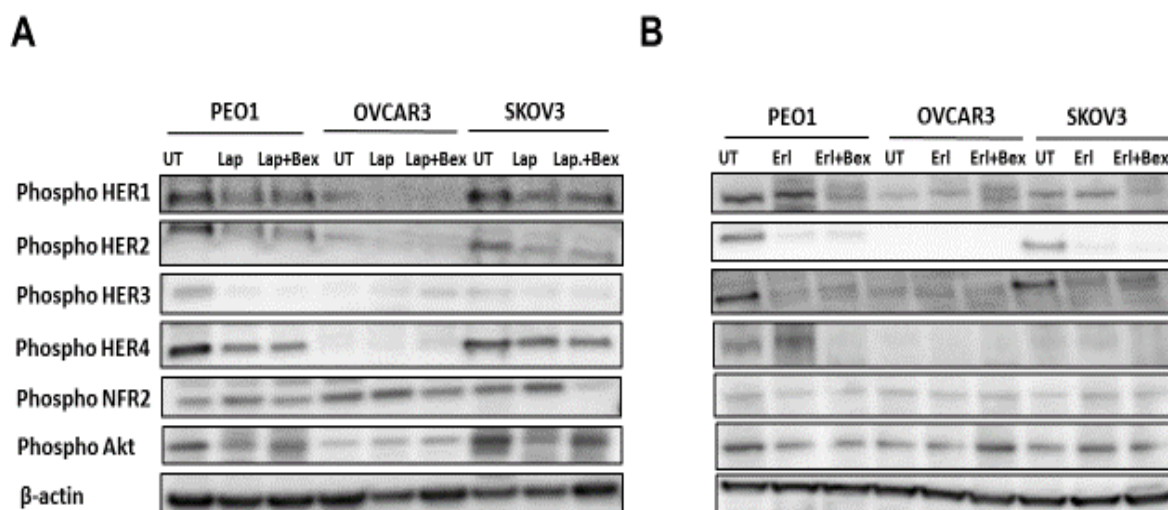 A
B
PEO1 OVCAR3 SKOV3
UT Lap Lap+Bex UT Lap Lap+Bex UT Lap Lap.+Bex
PEO1 OVCAR3 SKOV3
UT Erl Erl+Bex UT Erl Erl+Bex UT Erl Erl+Bex
Phospho HER1
Phospho HER2
Phospho HER3
Phospho HER4
Phospho NFR2
Phospho Akt
β-actin